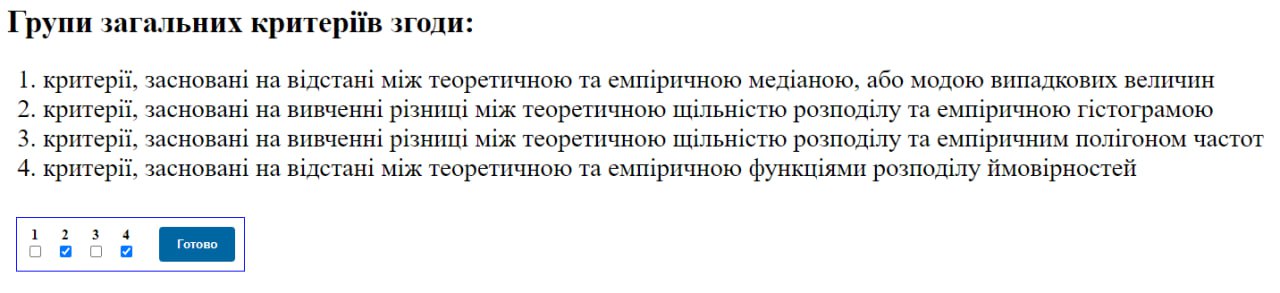 Групи загальних критеріїв згоди:
1. критерії, засновані на відстані між теоретичною та емпіричною медіаною, або модою випадкових величин
2. критерії, засновані на вивченні різниці між теоретичною щільністю розподілу та емпіричною гістограмою
3. критерії, засновані на вивченні різниці між теоретичною щільністю розподілу та емпіричним полігоном частот
4. критерії, засновані на відстані між теоретичною та емпіричною функціями розподілу ймовірностей
1 2 3 4
Готово